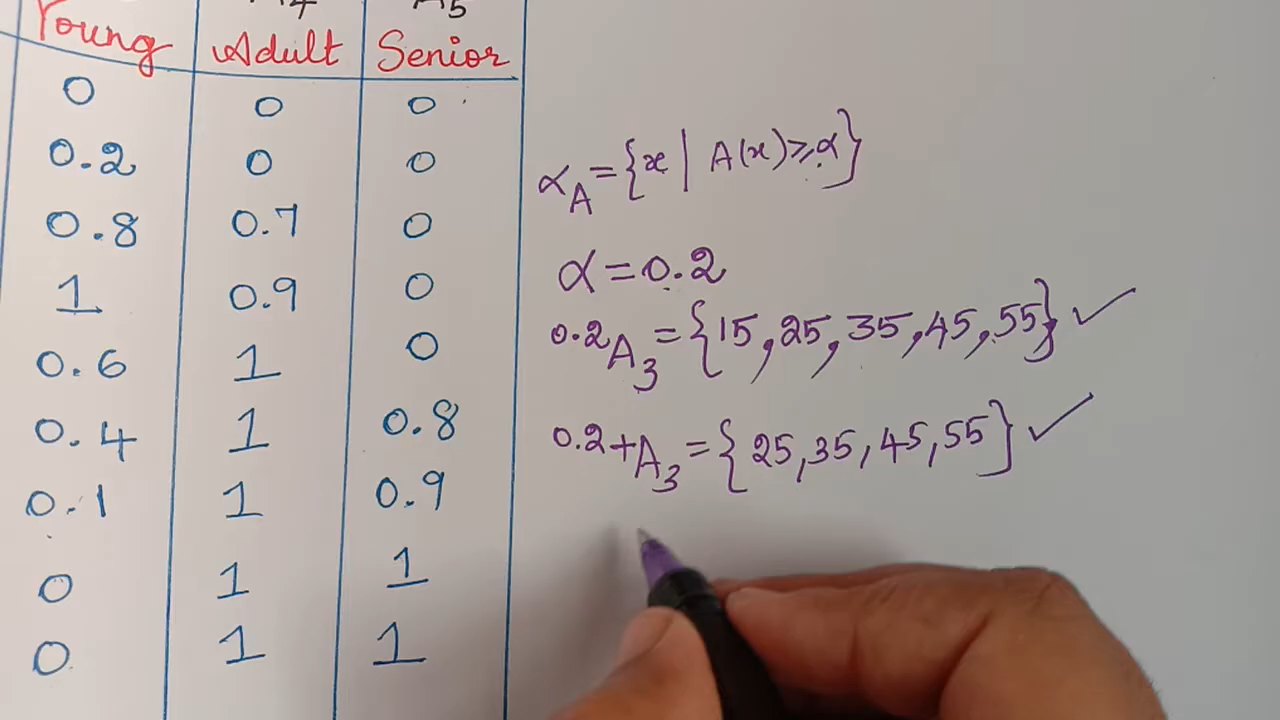 A4 A5
Young Adult Senior
0 0 0
0.2 0 0
0.8 0.7 0
1 0.9 0
0.6 1 0
0.4 1 0.8
0.1 1 0.9
0 1 1
0 1 1
αA = {x | A(x) ⩾ α}
α = 0.2
0.2A3 = {15, 25, 35, 45, 55} ✓
0.2+A3 = {25, 35, 45, 55} ✓